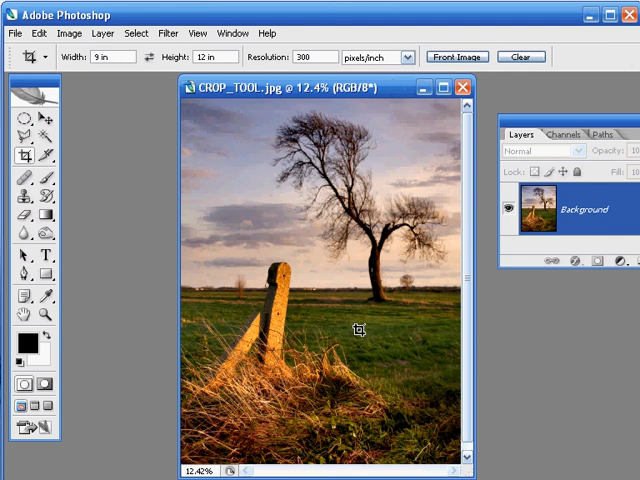 Adobe Photoshop
File Edit Image Layer Select Filter View Window Help
Width: 9 in Height: 12 in Resolution: 300 pixels/inch Front Image Clear
CROP_TOOL.jpg @ 12.4% (RGB/8*)
Layers Channels Paths
Normal Opacity: 10
Lock: Fill: 10
Background
T
12.42%